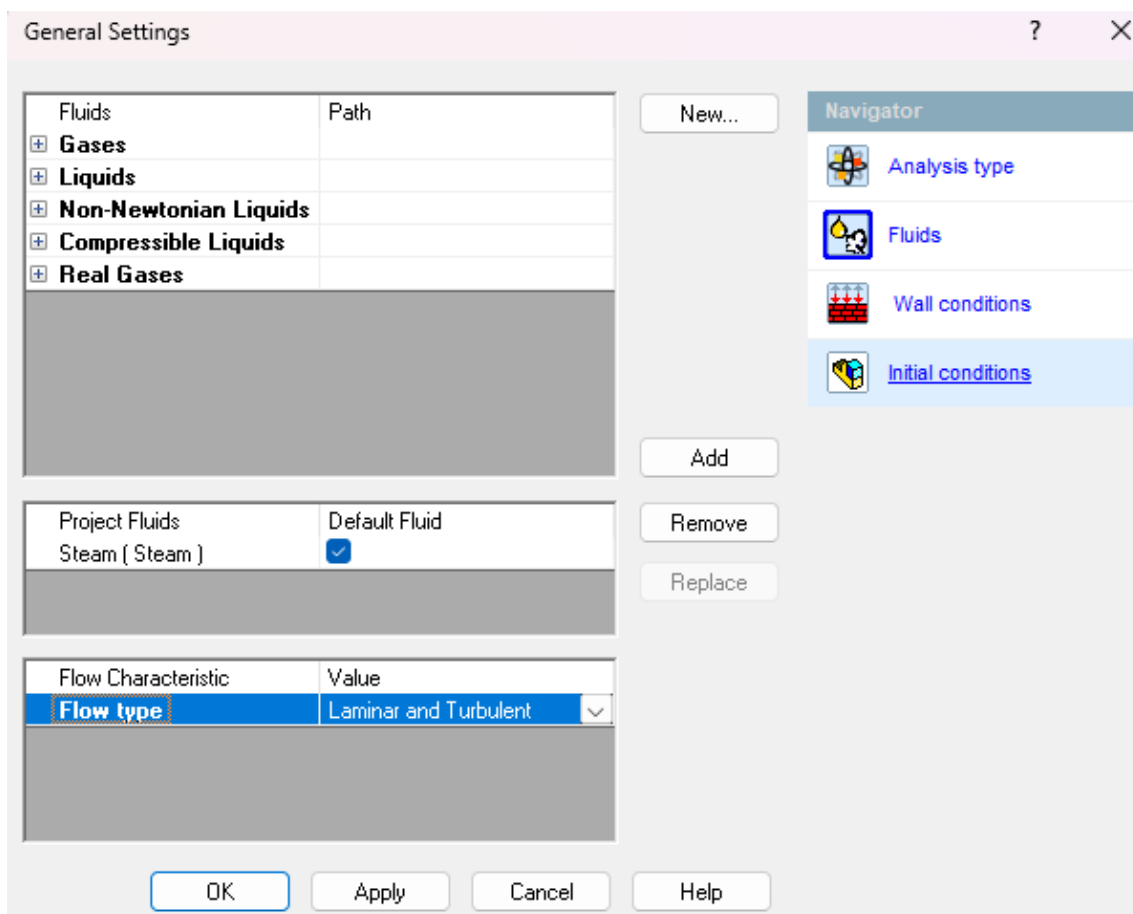 General Settings
?
Fluids Path
Gases
Liquids
Non-Newtonian Liquids
Compressible Liquids
Real Gases
New...
Add
Project Fluids Default Fluid
Steam ( Steam )
Remove
Replace
Flow Characteristic Value
Flow type Laminar and Turbulent
OK Apply Cancel Help
Navigator
Analysis type
Fluids
Wall conditions
Initial conditions